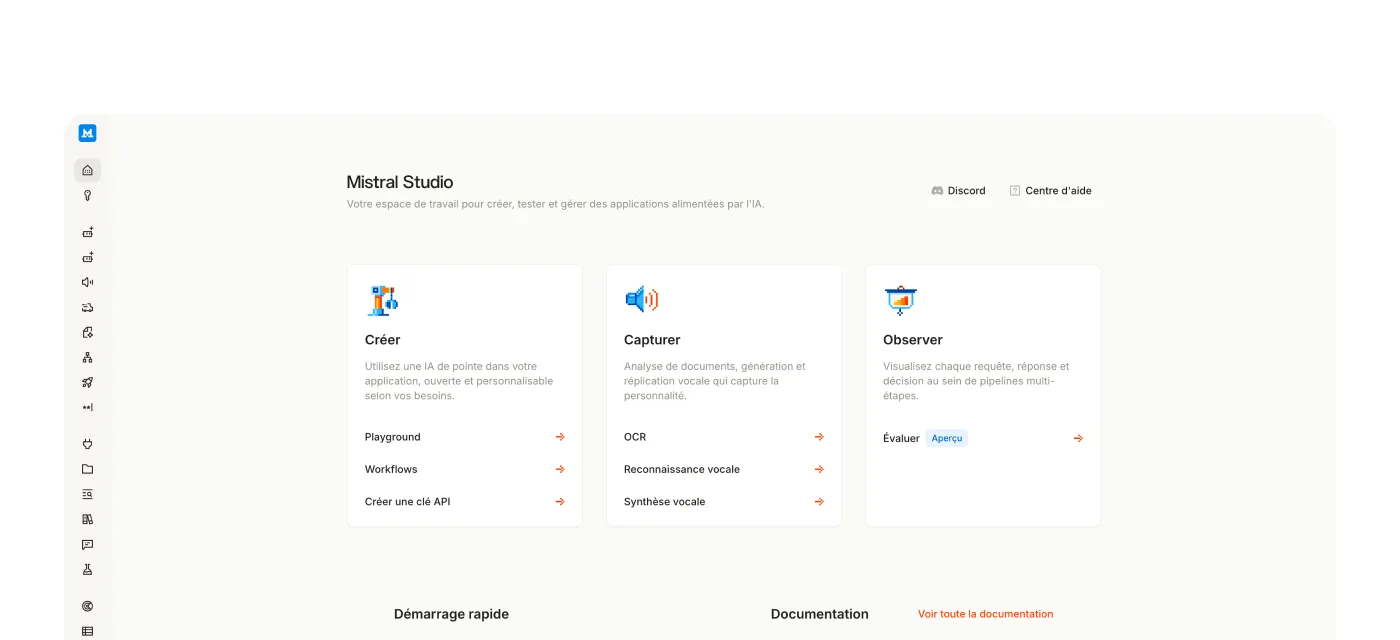 Mistral Studio
Votre espace de travail pour créer, tester et gérer des applications alimentées par l'IA.
Discord
Centre d'aide
Créer
Utilisez une IA de pointe dans votre
application, ouverte et personnalisable
selon vos besoins.
Playground
Workflows
Créer une clé API
Capturer
Analyse de documents, génération et
réplication vocale qui capture la
personnalité.
OCR
Reconnaissance vocale
Synthèse vocale
Observer
Visualisez chaque requête, réponse et
décision au sein de pipelines multi-
étapes.
Évaluer Aperçu
Démarrage rapide
Documentation
Voir toute la documentation